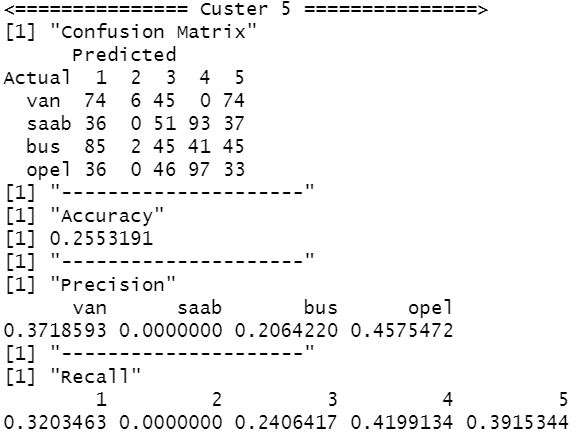 <=============== Custer 5 ===============>
[1] "Confusion Matrix"
Predicted
Actual 1 2 3 4 5
van 74 6 45 0 74
saab 36 0 51 93 37
bus 85 2 45 41 45
opel 36 0 46 97 33
[1] "---------------------"
[1] "Accuracy"
[1] 0.2553191
[1] "---------------------"
[1] "Precision"
van saab bus opel
0.3718593 0.0000000 0.2064220 0.4575472
[1] "---------------------"
[1] "Recall"
1 2 3 4 5
0.3203463 0.0000000 0.2406417 0.4199134 0.3915344